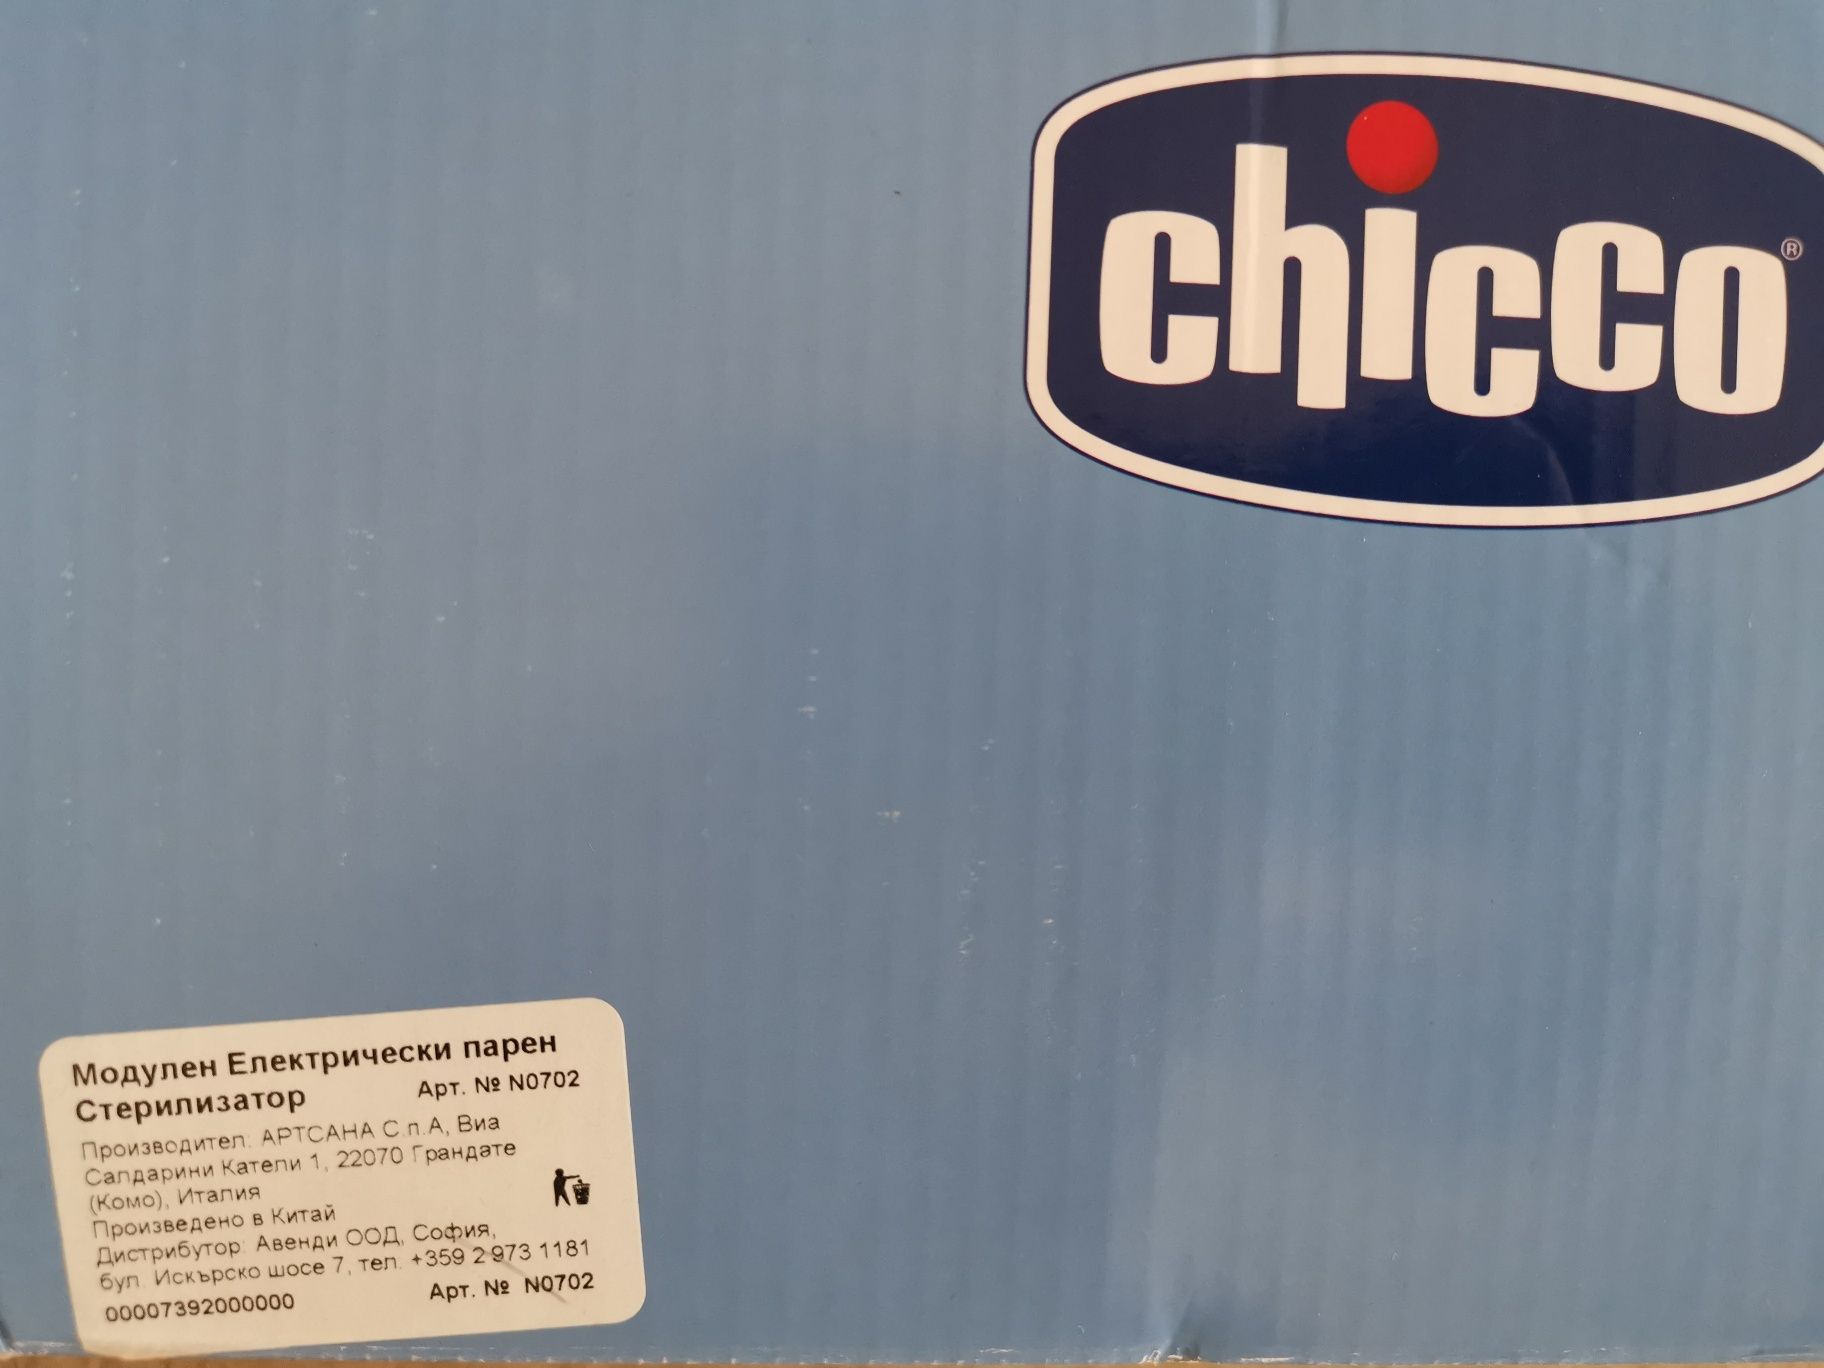 chicco®
Модулен Електрически парен
Стерилизатор Арт. № N0702
Производител: АРТСАНА С.п.А, Виа
Салдарини Катели 1, 22070 Грандате
(Комо), Италия
Произведено в Китай
Дистрибутор: Авенди ООД, София,
бул. Искърско шосе 7, тел. +359 2 973 1181
00007392000000 Арт. № N0702